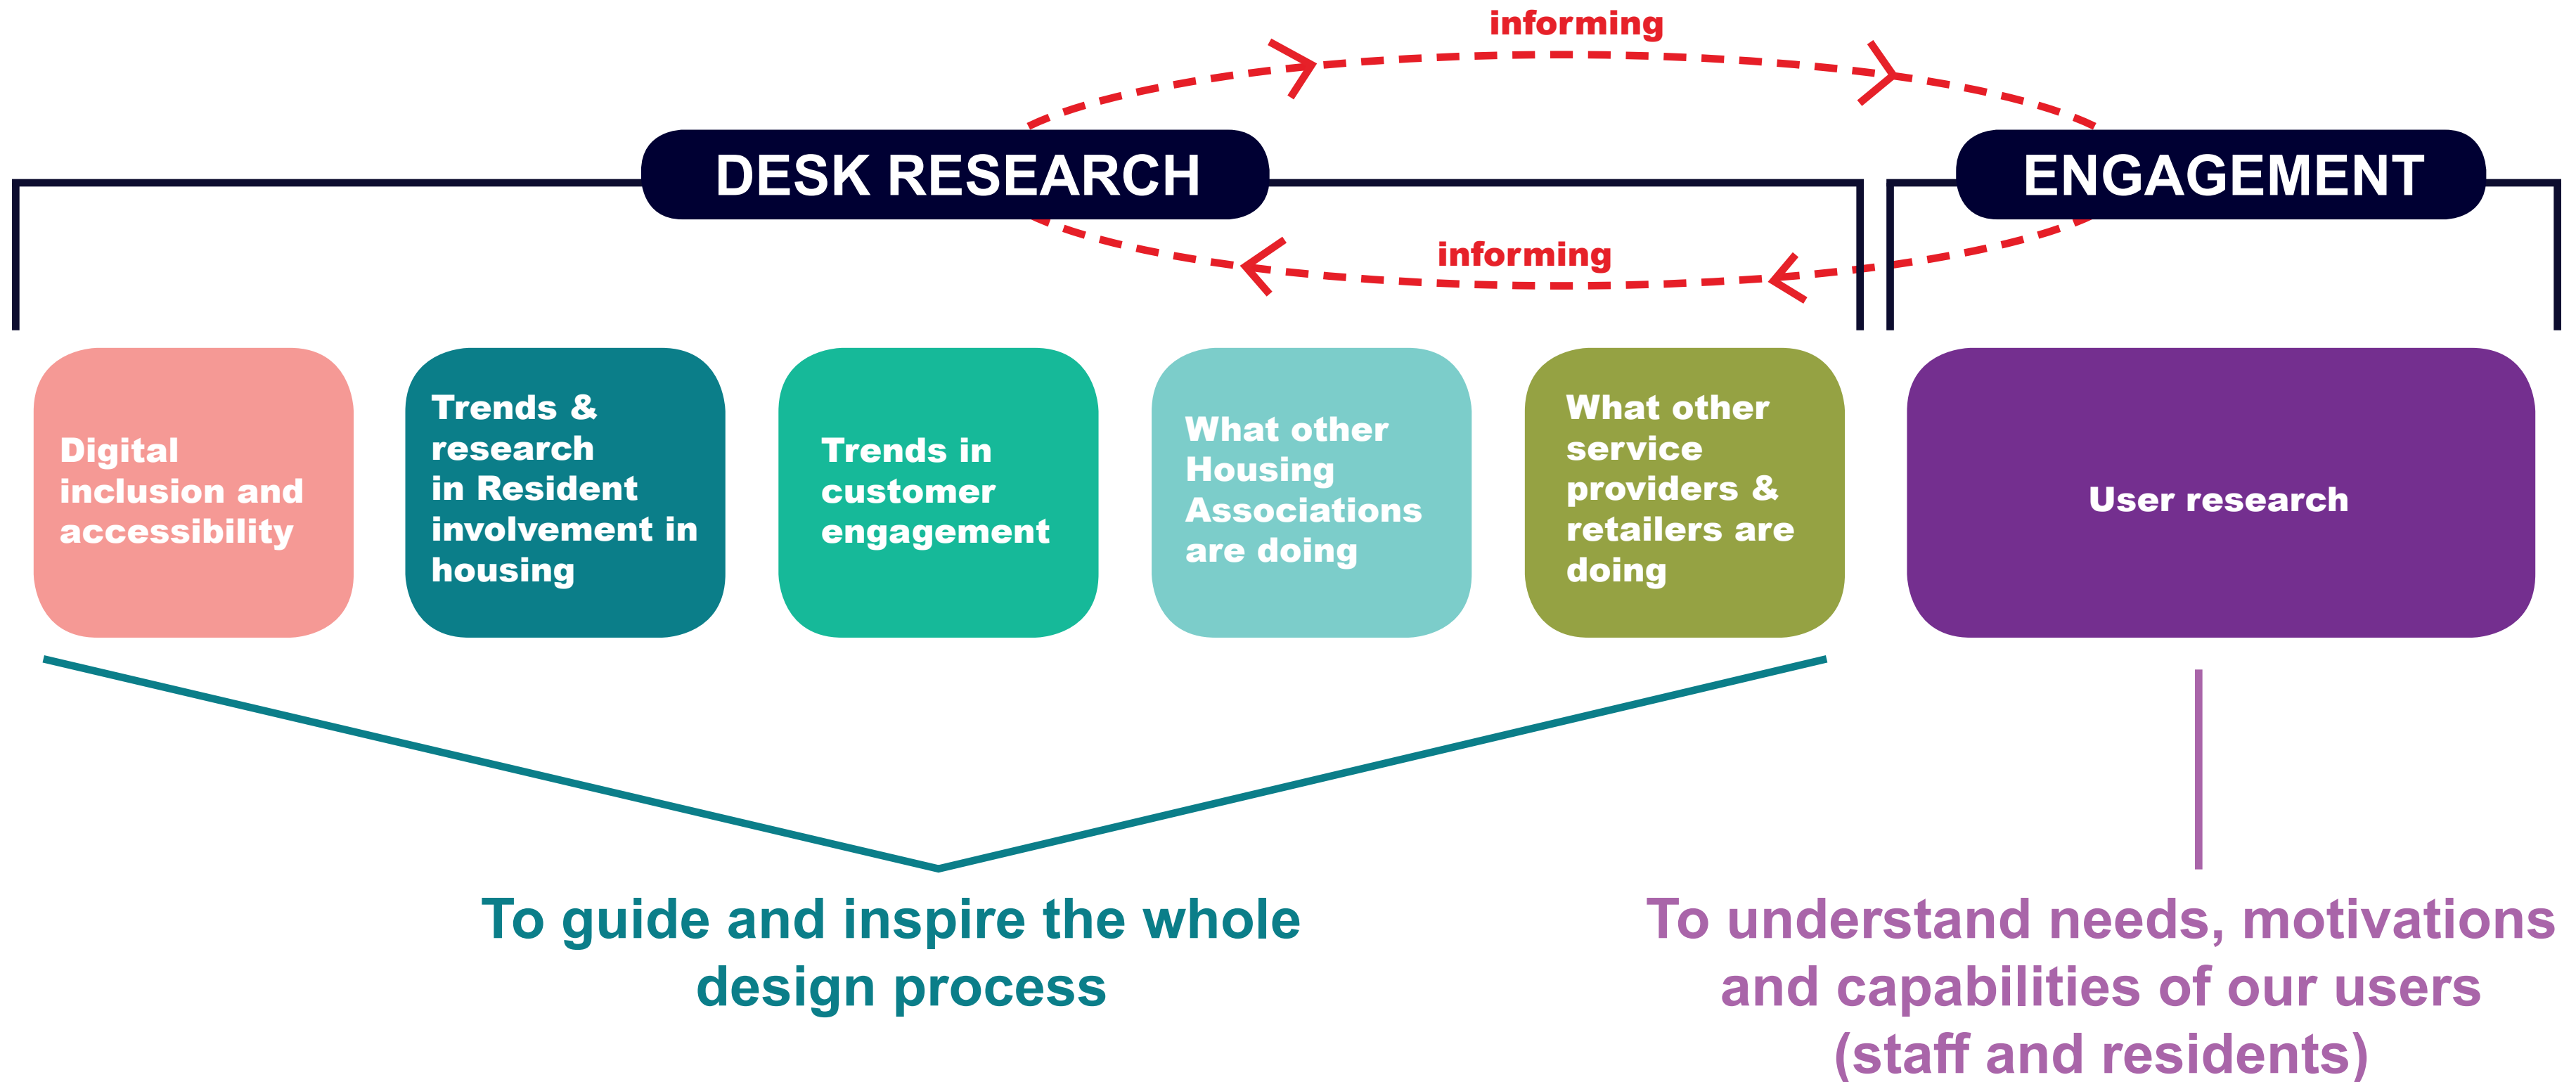 informing
DESK RESEARCH
ENGAGEMENT
informing
Digital
inclusion and
accessibility
Trends &
research
in Resident
involvement in
housing
Trends in
customer
engagement
What other
Housing
Associations
are doing
What other
service
providers &
retailers are
doing
User research
To guide and inspire the whole
design process
To understand needs, motivations
and capabilities of our users
(staff and residents)